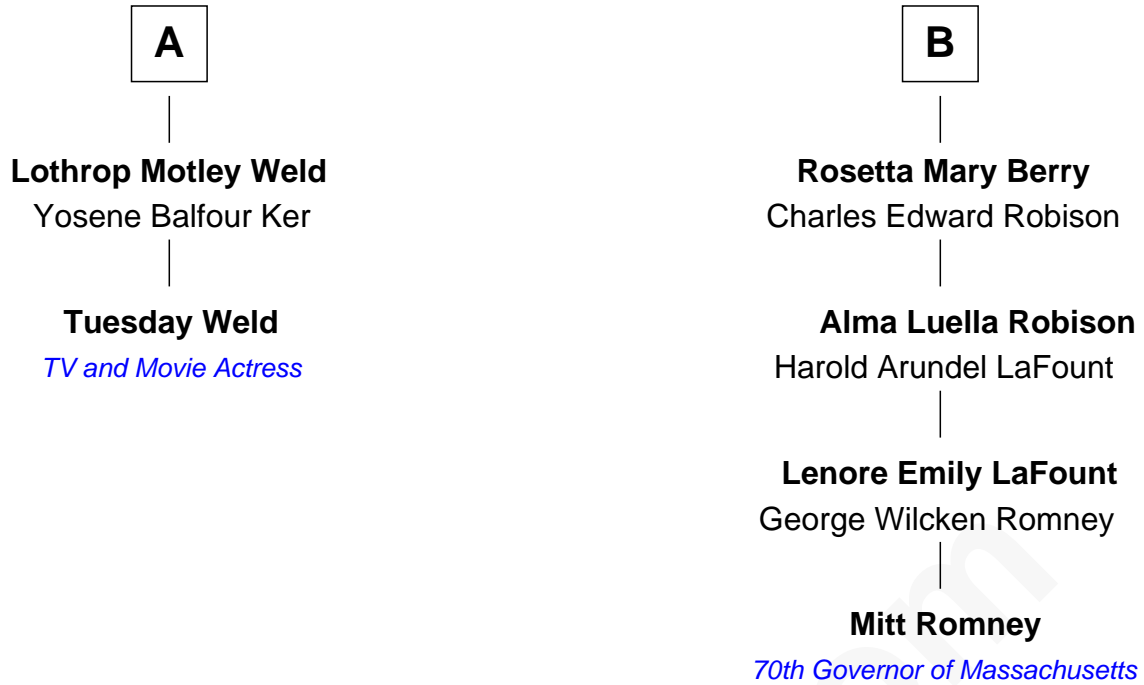 A
Lothrop Motley Weld
Yosene Balfour Ker
Tuesday Weld
TV and Movie Actress
B
Rosetta Mary Berry
Charles Edward Robison
Alma Luella Robison
Harold Arundel LaFount
Lenore Emily LaFount
George Wilcken Romney
Mitt Romney
70th Governor of Massachusetts